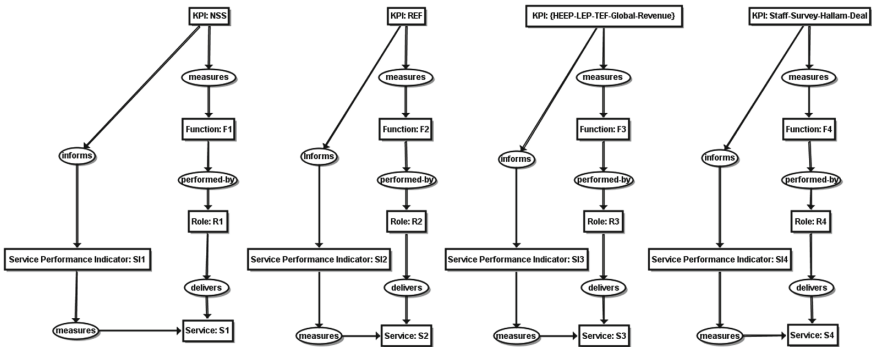 KPI: NSS
measures
Function: F1
informs
performed-by
Role: R1
Service Performance Indicator: SI1
delivers
measures
Service: S1
KPI: REF
measures
Function: F2
informs
performed-by
Role: R2
Service Performance Indicator: SI2
delivers
measures
Service: S2
KPI: {HEEP-LEP-TEF-Global-Revenue}
measures
Function: F3
informs
performed-by
Role: R3
Service Performance Indicator: SI3
delivers
measures
Service: S3
KPI: Staff-Survey-Hallam-Deal
measures
Function: F4
informs
performed-by
Role: R4
Service Performance Indicator: SI4
delivers
measures
Service: S4